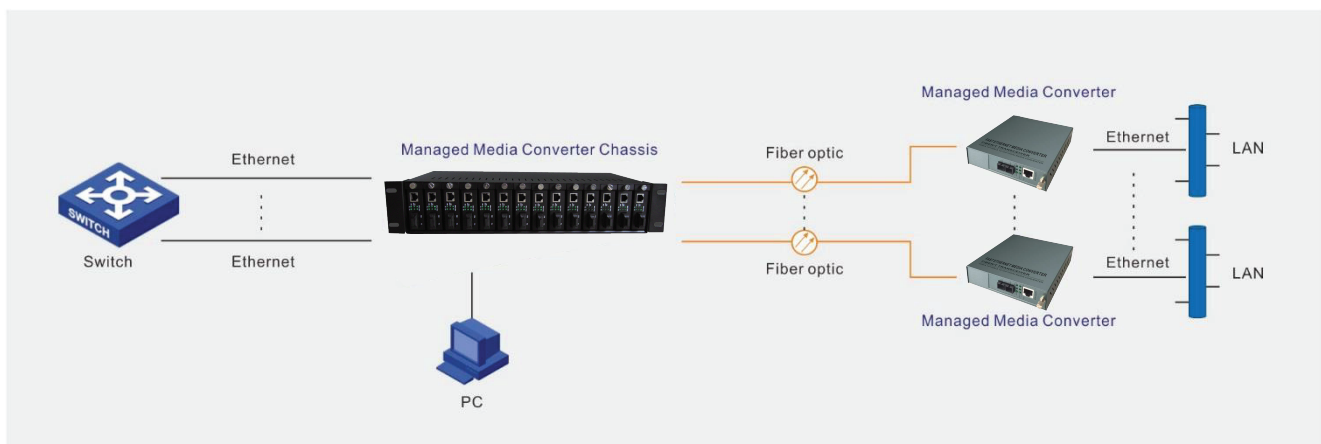 Managed Media Converter
Ethernet
LAN
Ethernet
Managed Media Converter Chassis
Fiber optic
SWITCH
Switch
Ethernet
Fiber optic
Ethernet
LAN
Managed Media Converter
PC